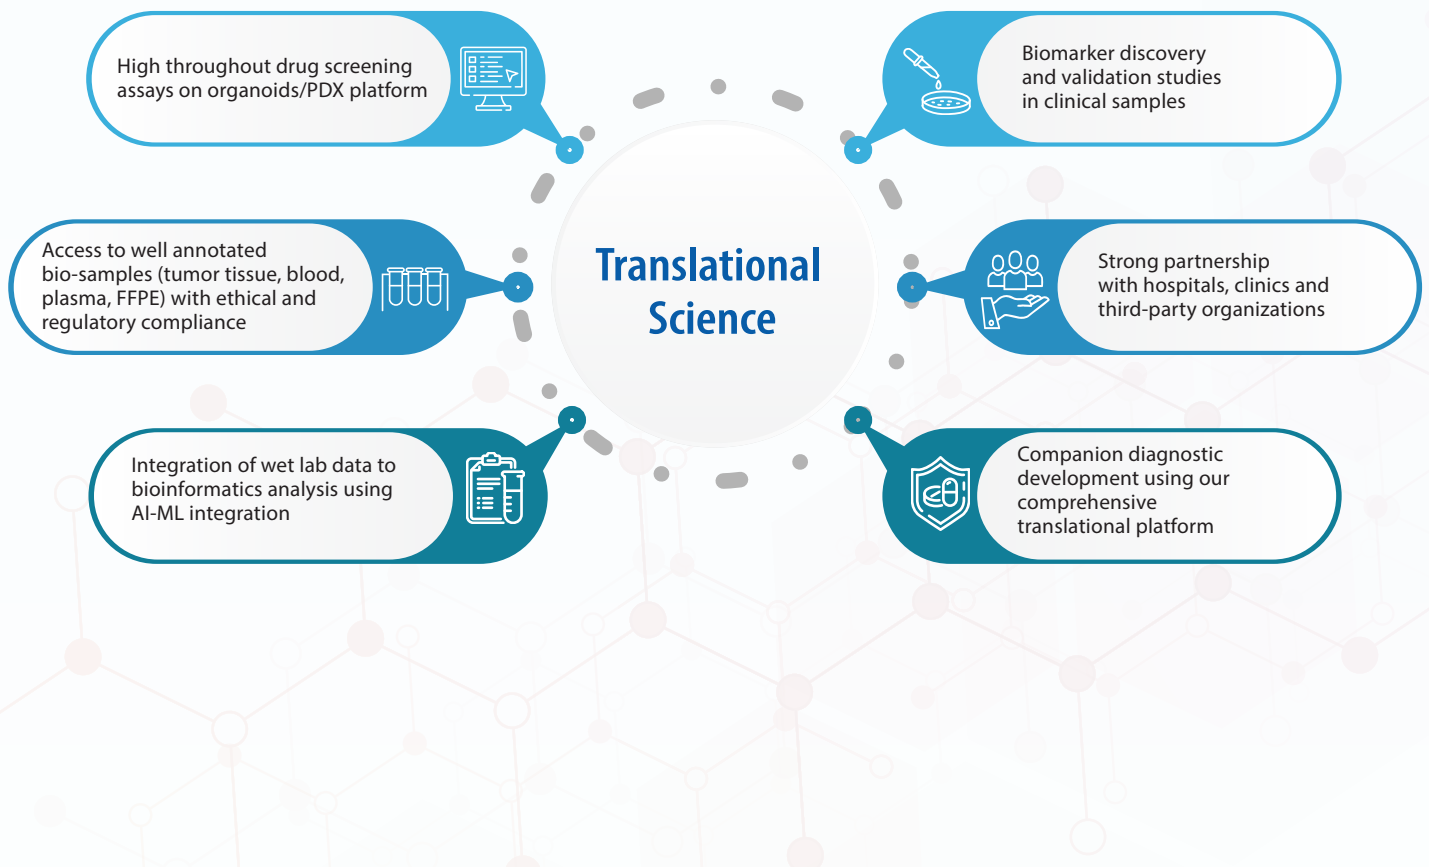 High throughout drug screening
assays on organoids/PDX platform
Biomarker discovery
and validation studies
in clinical samples
Access to well annotated
bio-samples (tumor tissue, blood,
plasma, FFPE) with ethical and
regulatory compliance
Translational
Science
Strong partnership
with hospitals, clinics and
third-party organizations
Integration of wet lab data to
bioinformatics analysis using
AI-ML integration
Companion diagnostic
development using our
comprehensive
translational platform